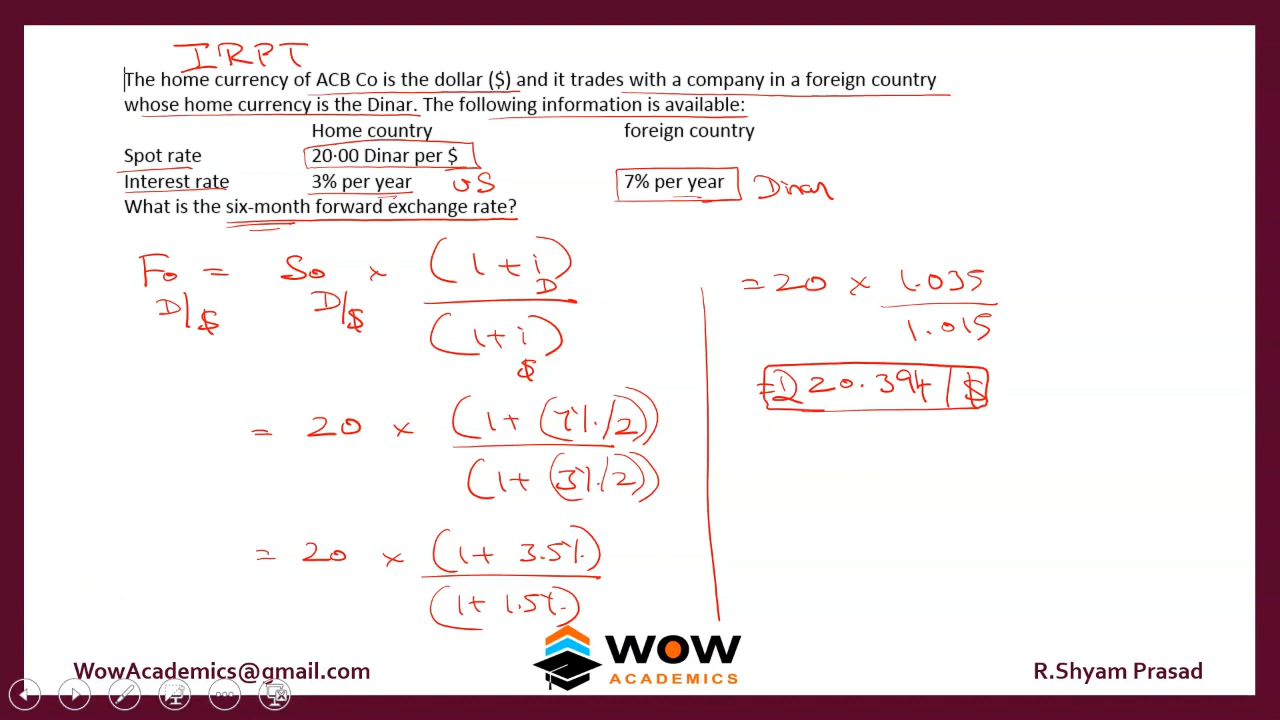 IRPT
The home currency of ACB Co is the dollar ($) and it trades with a company in a foreign country
whose home currency is the Dinar. The following information is available:
Home country foreign country
Spot rate 20·00 Dinar per $
Interest rate 3% per year US 7% per year Dinar
What is the six-month forward exchange rate?
F₀ D/$ = S₀ D/$ × (1 + i D) / (1 + i $)
= 20 × (1 + (7%/2)) / (1 + (3%/2))
= 20 × (1 + 3.5%) / (1 + 1.5%)
= 20 × 1.035 / 1.015
= D 20.394 / $
WOW
ACADEMICS
WowAcademics@gmail.com
R.Shyam Prasad